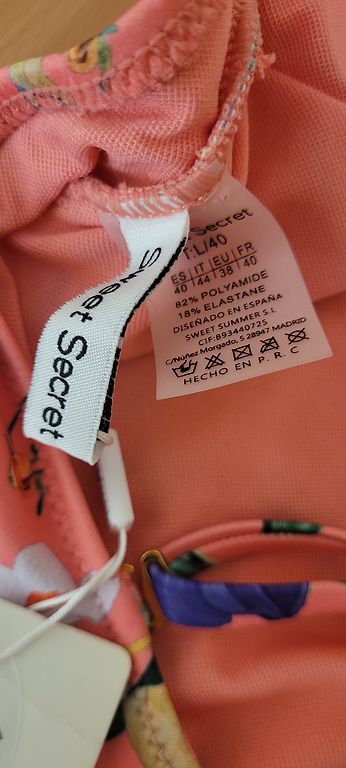 Sweet Secret
Secret
T:L/40
ES | IT | EU | FR
40 | 44 | 38 | 40
82% POLYAMIDE
18% ELASTANE
DISEÑADO EN ESPAÑA
SWEET SUMMER S.L
CIF:B93440725
C/Núñez Morgado, 5 28947 MADRID
HECHO EN P.R.C